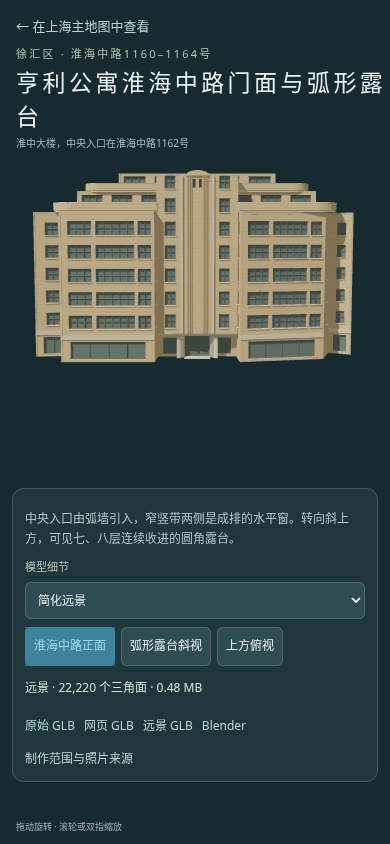 ← 在上海主地图中查看
徐汇区 · 淮海中路1160–1164号
亨利公寓淮海中路门面与弧形露
台
淮中大楼，中央入口在淮海中路1162号
中央入口由弧墙引入，窄竖带两侧是成排的水平窗。转向斜上
方，可见七、八层连续收进的圆角露台。
模型细节
简化远景
淮海中路正面 弧形露台斜视 上方俯视
远景 · 22,220 个三角面 · 0.48 MB
原始 GLB 网页 GLB 远景 GLB Blender
制作范围与照片来源
拖动旋转 · 滚轮或双指缩放